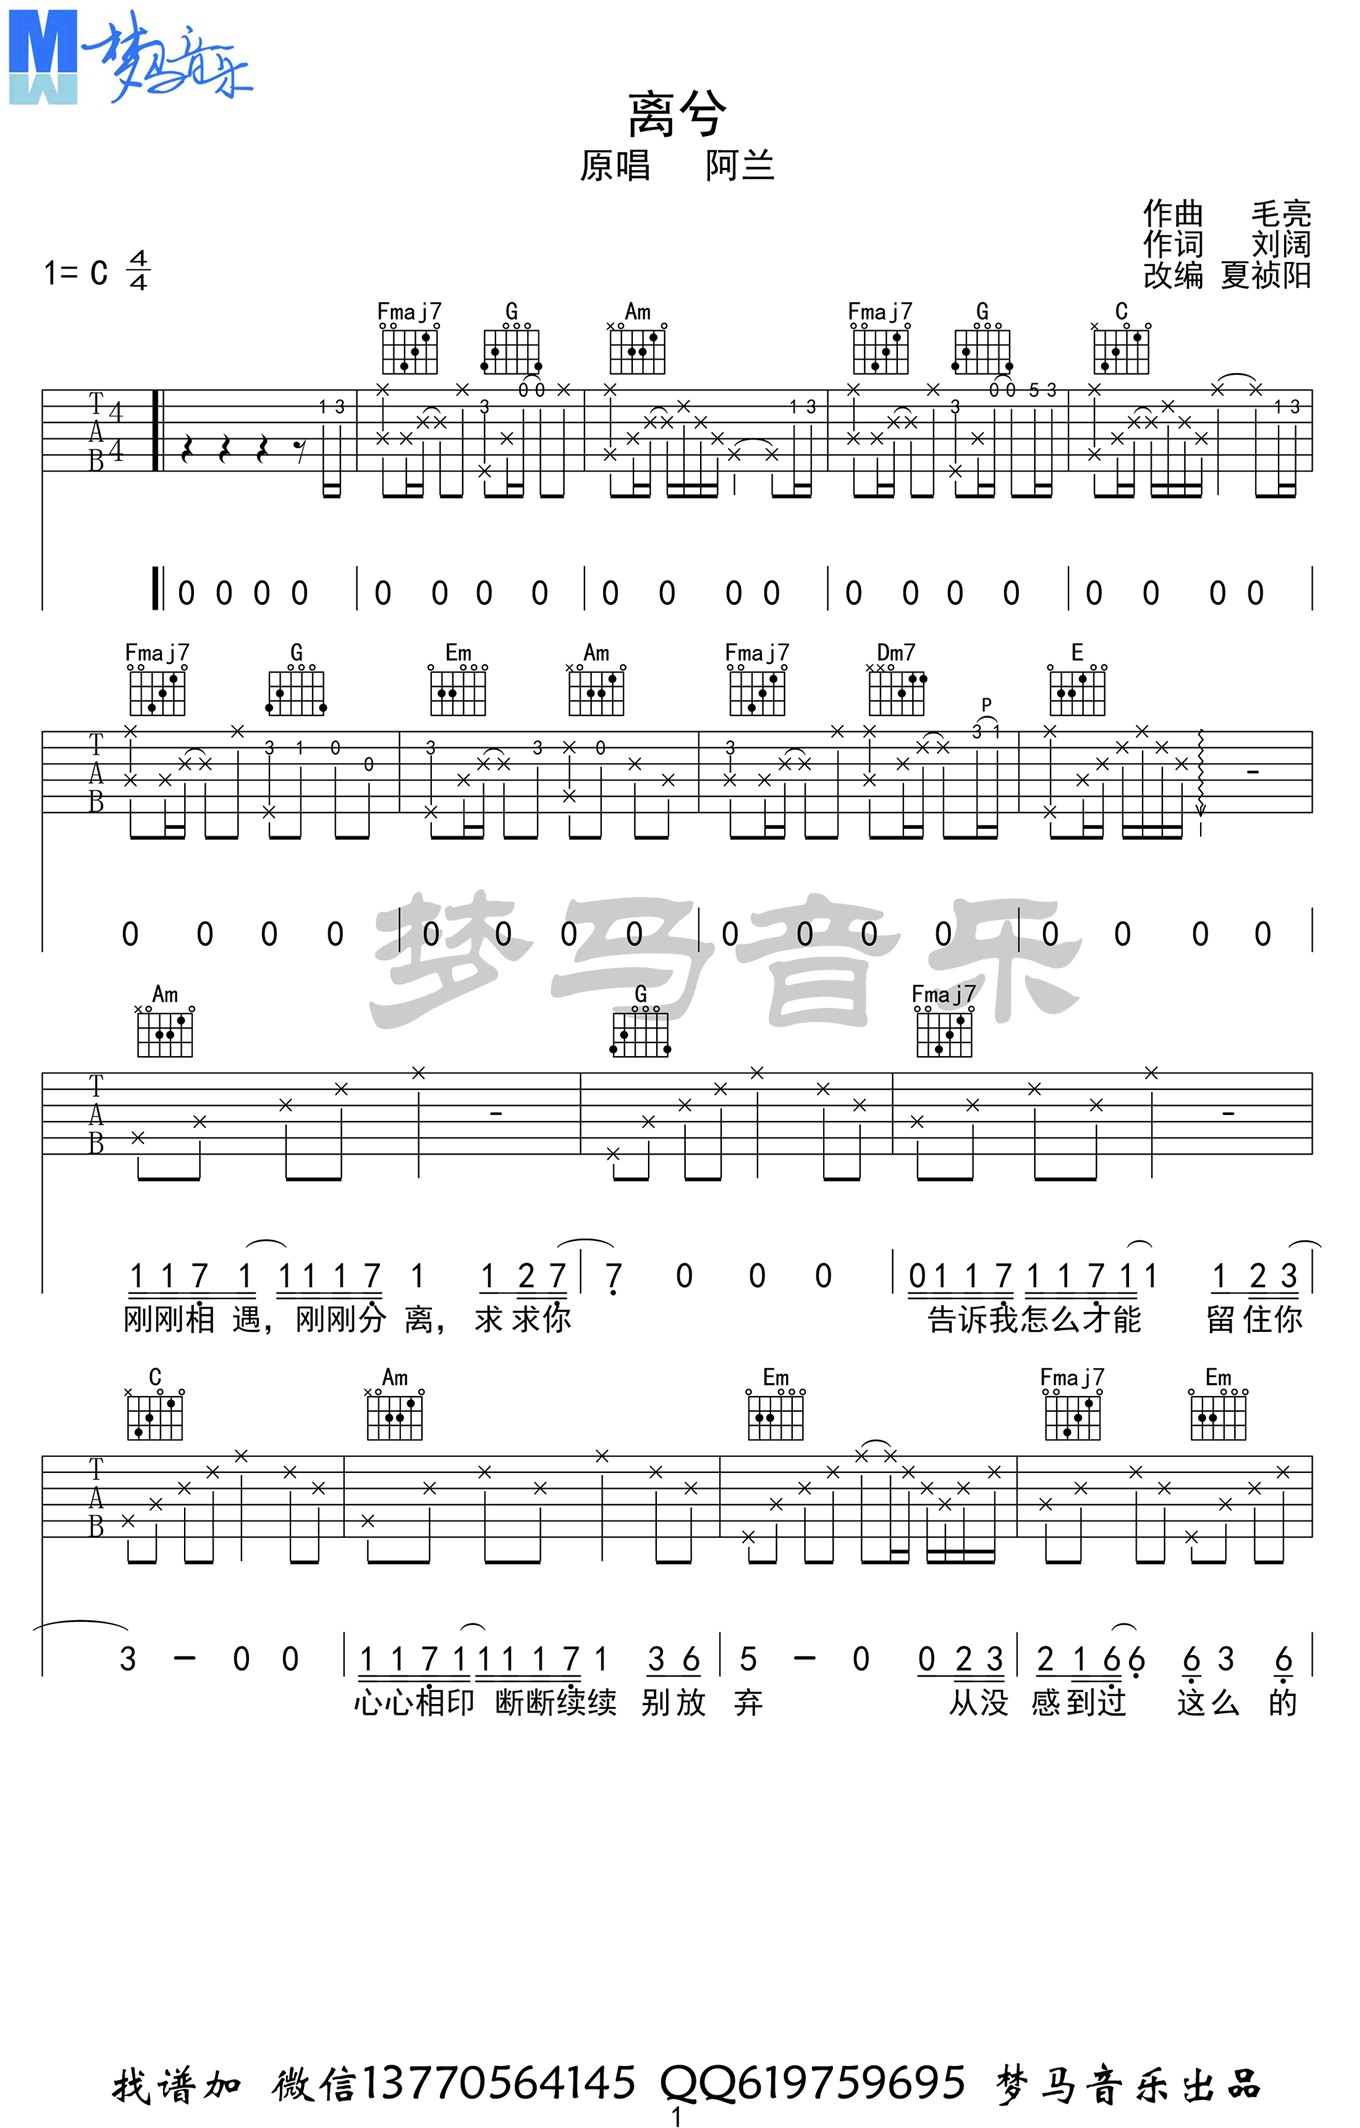 M 梦马音乐
离兮
原唱 阿兰
作曲 毛亮
作词 刘阔
改编 夏祯阳
1= C 4/4
Fmaj7 G Am Fmaj7 G C
T A B 4 4 1 3 3 0 0 1 3 3 0 0 5 3 1 3
0 0 0 0 0 0 0 0 0 0 0 0 0 0 0 0 0 0 0 0
Fmaj7 G Em Am Fmaj7 Dm7 E
P
T A B 3 1 0 0 3 3 0 3 3 1
0 0 0 0 0 0 0 0 0 0 0 0 0 0 0 0
梦马音乐
Am G Fmaj7
T A B
1 1 7 1 1 1 1 7 1 1 2 7 7 0 0 0 0 1 1 7 1 1 7 1 1 1 2 3
刚刚相 遇，刚刚分 离，求 求你 告诉我怎么才能 留 住你
C Am Em Fmaj7 Em
T A B
3 - 0 0 1 1 7 1 1 1 1 7 1 3 6 5 - 0 0 2 3 2 1 6 6 6 3 6
心心相印 断断续续 别放 弃 从没 感到过 这么 的
找谱加 微信13770564145 QQ619759695 梦马音乐出品
1